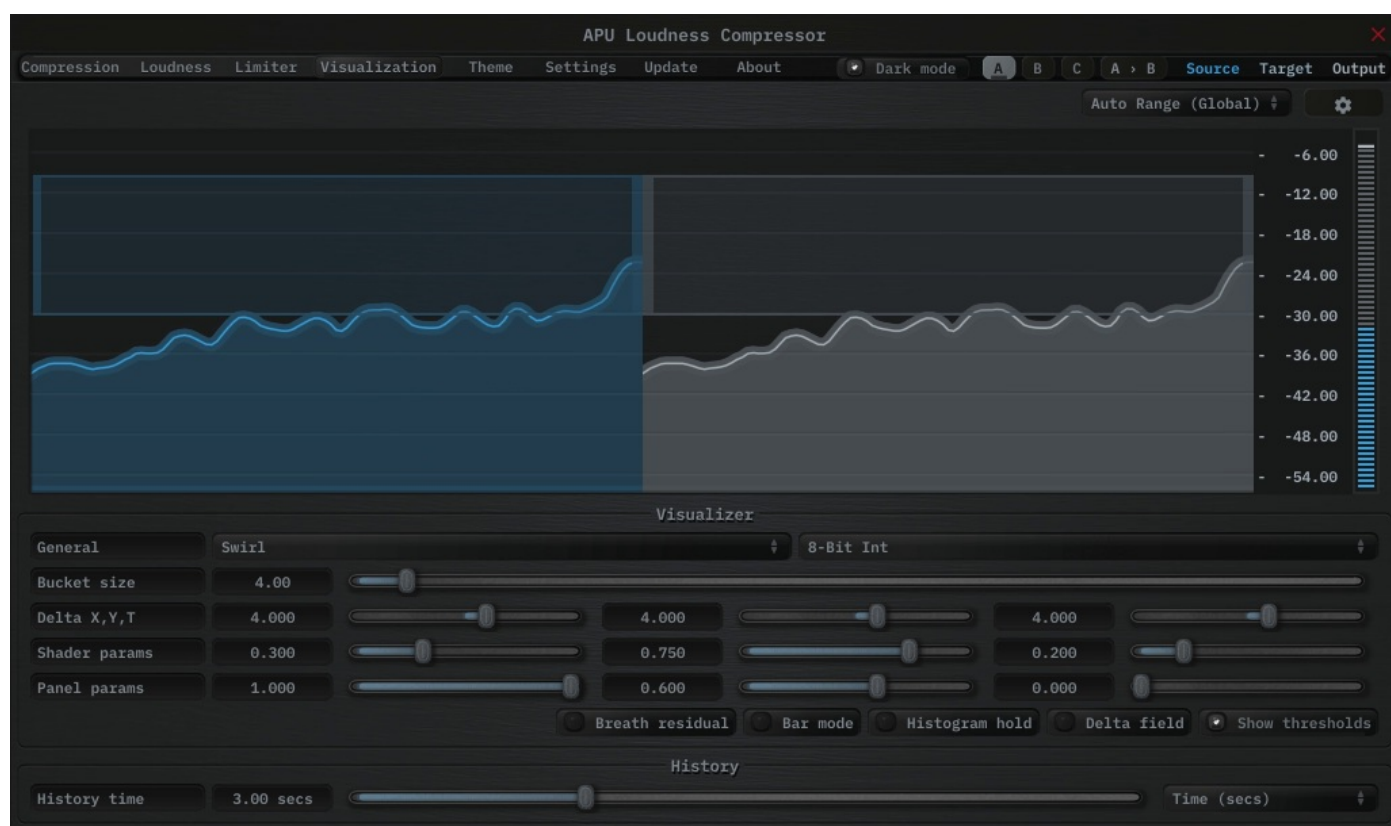 APU Loudness Compressor
Compression Loudness Limiter Visualization Theme Settings Update About Dark mode A B C A › B Source Target Output
Auto Range (Global)
- -6.00
- -12.00
- -18.00
- -24.00
- -30.00
- -36.00
- -42.00
- -48.00
- -54.00
Visualizer
General Swirl 8-Bit Int
Bucket size 4.00
Delta X,Y,T 4.000 4.000 4.000
Shader params 0.300 0.750 0.200
Panel params 1.000 0.600 0.000
Breath residual Bar mode Histogram hold Delta field Show thresholds
History
History time 3.00 secs Time (secs)